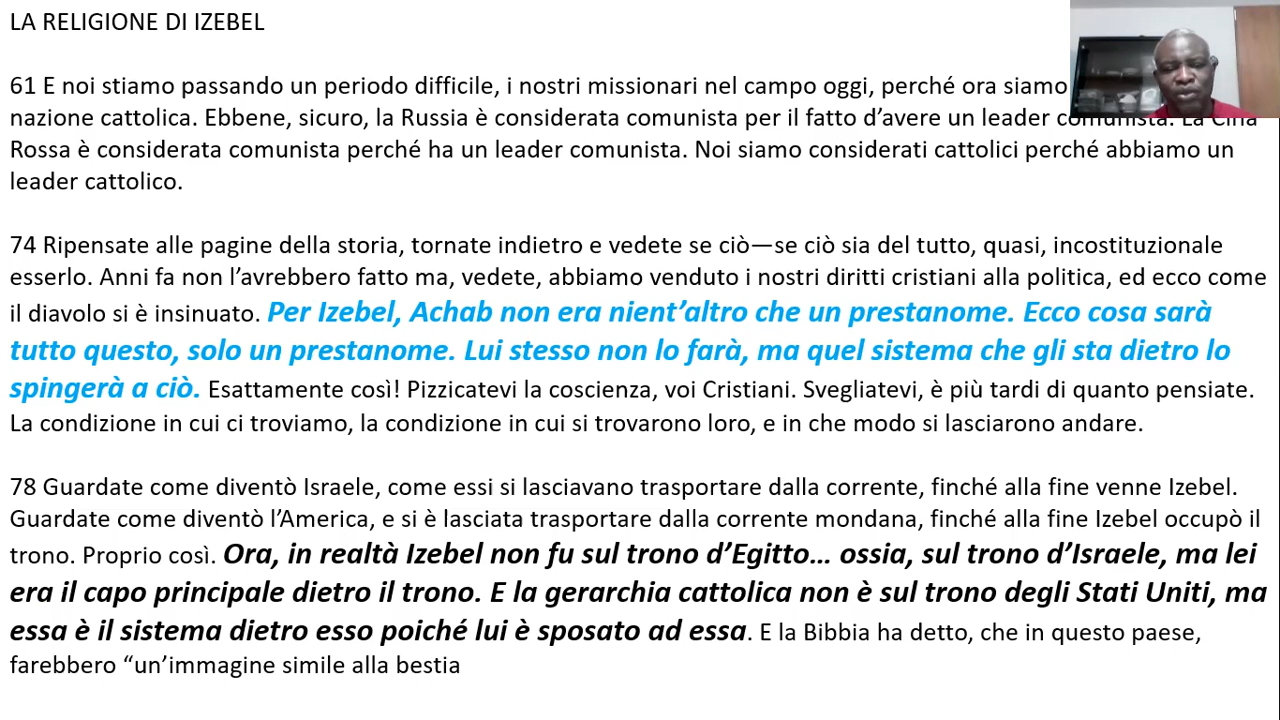 LA RELIGIONE DI IZEBEL
61 E noi stiamo passando un periodo difficile, i nostri missionari nel campo oggi, perché ora siamo
nazione cattolica. Ebbene, sicuro, la Russia è considerata comunista per il fatto d’avere un leader comunista. La Cina
Rossa è considerata comunista perché ha un leader comunista. Noi siamo considerati cattolici perché abbiamo un
leader cattolico.
74 Ripensate alle pagine della storia, tornate indietro e vedete se ciò—se ciò sia del tutto, quasi, incostituzionale
esserlo. Anni fa non l’avrebbero fatto ma, vedete, abbiamo venduto i nostri diritti cristiani alla politica, ed ecco come
il diavolo si è insinuato. Per Izebel, Achab non era nient’altro che un prestanome. Ecco cosa sarà
tutto questo, solo un prestanome. Lui stesso non lo farà, ma quel sistema che gli sta dietro lo
spingerà a ciò. Esattamente così! Pizzicatevi la coscienza, voi Cristiani. Svegliatevi, è più tardi di quanto pensiate.
La condizione in cui ci troviamo, la condizione in cui si trovarono loro, e in che modo si lasciarono andare.
78 Guardate come diventò Israele, come essi si lasciavano trasportare dalla corrente, finché alla fine venne Izebel.
Guardate come diventò l’America, e si è lasciata trasportare dalla corrente mondana, finché alla fine Izebel occupò il
trono. Proprio così. Ora, in realtà Izebel non fu sul trono d’Egitto… ossia, sul trono d’Israele, ma lei
era il capo principale dietro il trono. E la gerarchia cattolica non è sul trono degli Stati Uniti, ma
essa è il sistema dietro esso poiché lui è sposato ad essa. E la Bibbia ha detto, che in questo paese,
farebbero “un’immagine simile alla bestia